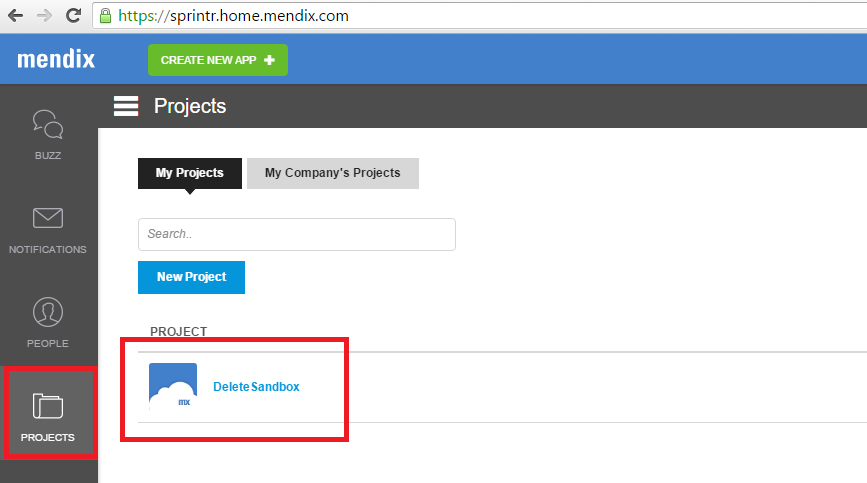 https://sprintr.home.mendix.com
mendix
CREATE NEW APP +
Projects
BUZZ
NOTIFICATIONS
PEOPLE
PROJECTS
My Projects
My Company's Projects
Search..
New Project
PROJECT
mx
DeleteSandbox